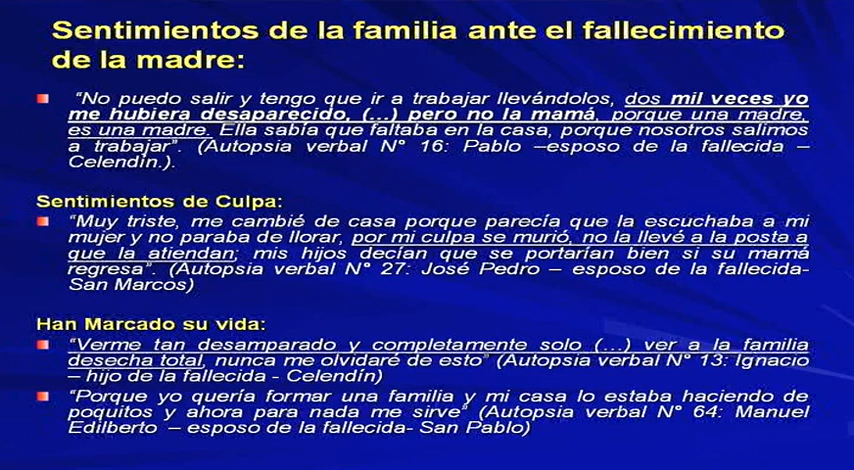 Sentimientos de la familia ante el fallecimiento
de la madre:
“No puedo salir y tengo que ir a trabajar llevándolos, dos mil veces yo
me hubiera desaparecido, (...) pero no la mamá, porque una madre,
es una madre. Ella sabía que faltaba en la casa, porque nosotros salimos
a trabajar”. (Autopsia verbal N° 16: Pablo –esposo de la fallecida –
Celendín.).
Sentimientos de Culpa:
“Muy triste, me cambié de casa porque parecía que la escuchaba a mi
mujer y no paraba de llorar, por mi culpa se murió, no la llevé a la posta a
que la atiendan; mis hijos decían que se portarían bien si su mamá
regresa”. (Autopsia verbal N° 27: José Pedro – esposo de la fallecida-
San Marcos)
Han Marcado su vida:
“Verme tan desamparado y completamente solo (...) ver a la familia
desecha total, nunca me olvidaré de esto” (Autopsia verbal N° 13: Ignacio
– hijo de la fallecida - Celendín)
“Porque yo quería formar una familia y mi casa lo estaba haciendo de
poquitos y ahora para nada me sirve” (Autopsia verbal N° 64: Manuel
Edilberto – esposo de la fallecida- San Pablo)